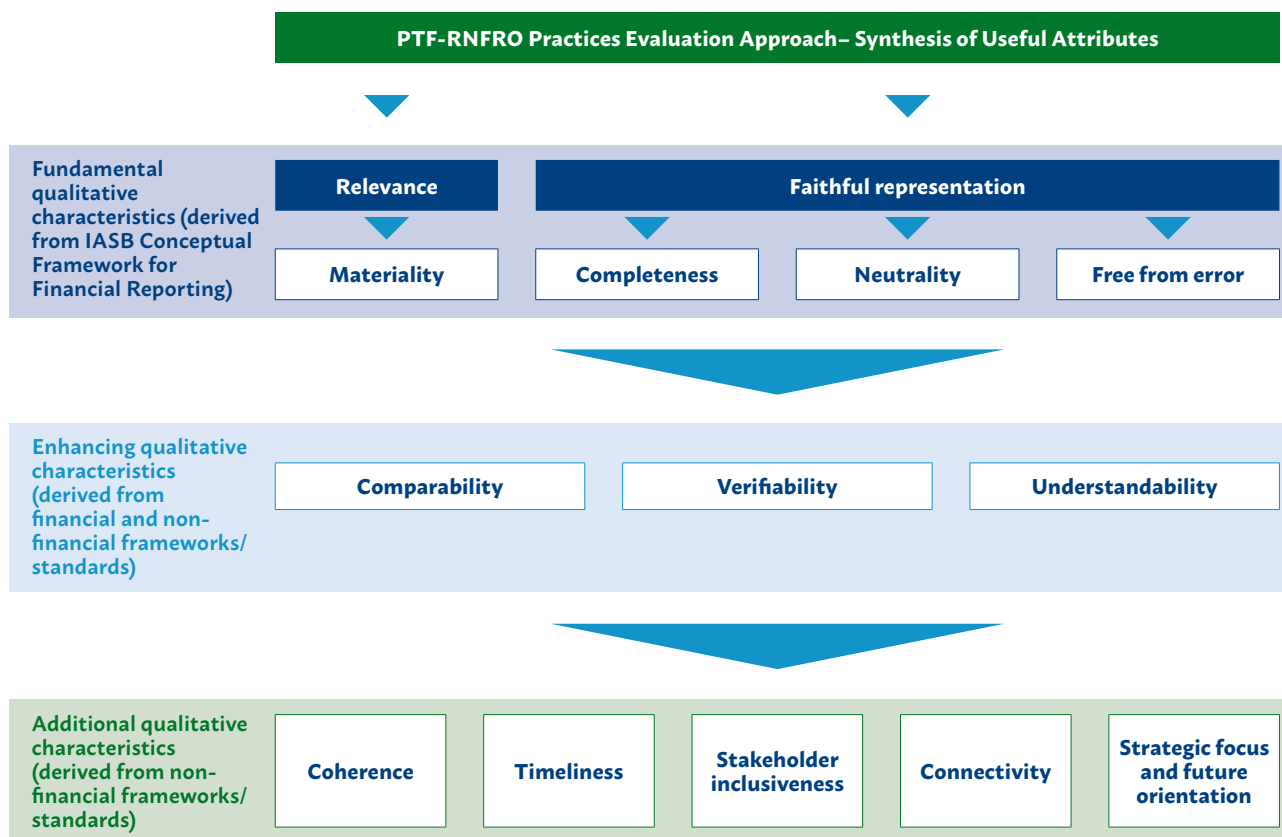 PTF-RNFRO Practices Evaluation Approach– Synthesis of Useful Attributes
Fundamental
qualitative
characteristics (derived
from IASB Conceptual
Framework for
Financial Reporting)
Relevance
Faithful representation
Materiality
Completeness
Neutrality
Free from error
Enhancing qualitative
characteristics
(derived from
financial and non-
financial frameworks/
standards)
Comparability
Verifiability
Understandability
Additional qualitative
characteristics
(derived from non-
financial frameworks/
standards)
Coherence
Timeliness
Stakeholder
inclusiveness
Connectivity
Strategic focus
and future
orientation